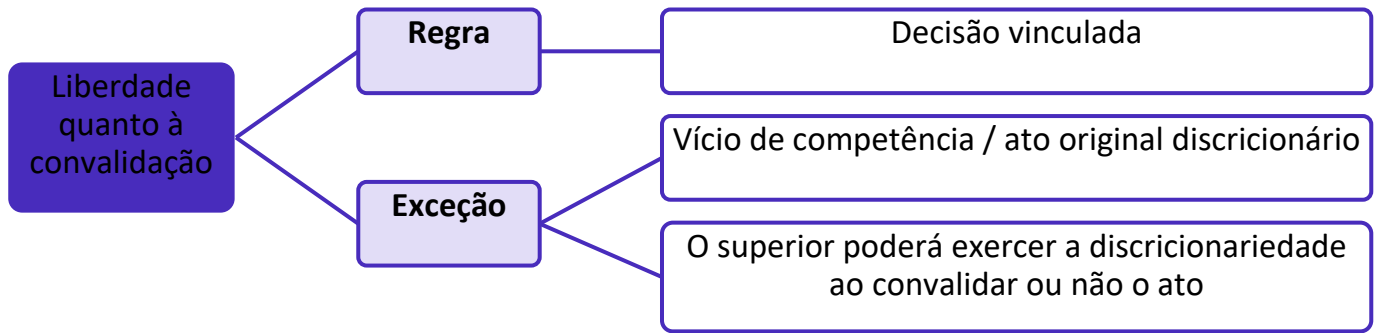 Liberdade
quanto à
convalidação
Regra
Decisão vinculada
Exceção
Vício de competência / ato original discricionário
O superior poderá exercer a discricionariedade
ao convalidar ou não o ato